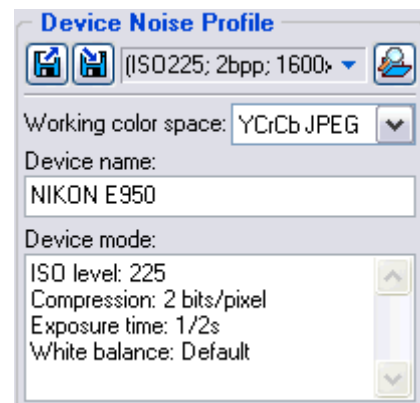 Device Noise Profile
(ISO225; 2bpp; 1600x
Working color space: YCrCb JPEG
Device name:
NIKON E950
Device mode:
ISO level: 225
Compression: 2 bits/pixel
Exposure time: 1/2s
White balance: Default